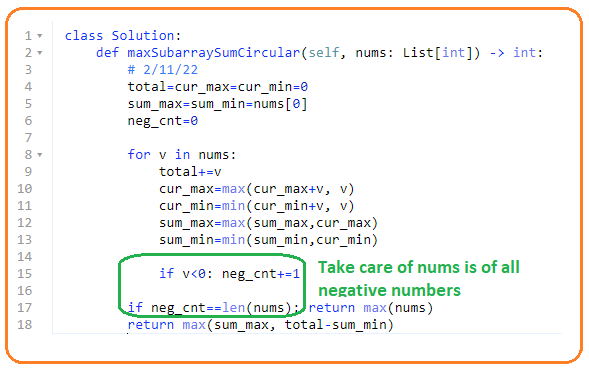 1 class Solution:
2 def maxSubarraySumCircular(self, nums: List[int]) -> int:
3 # 2/11/22
4 total=cur_max=cur_min=0
5 sum_max=sum_min=nums[0]
6 neg_cnt=0
7
8 for v in nums:
9 total+=v
10 cur_max=max(cur_max+v, v)
11 cur_min=min(cur_min+v, v)
12 sum_max=max(sum_max,cur_max)
13 sum_min=min(sum_min,cur_min)
14
15 if v<0: neg_cnt+=1
16
17 if neg_cnt==len(nums): return max(nums)
18 return max(sum_max, total-sum_min)
Take care of nums is of all
negative numbers